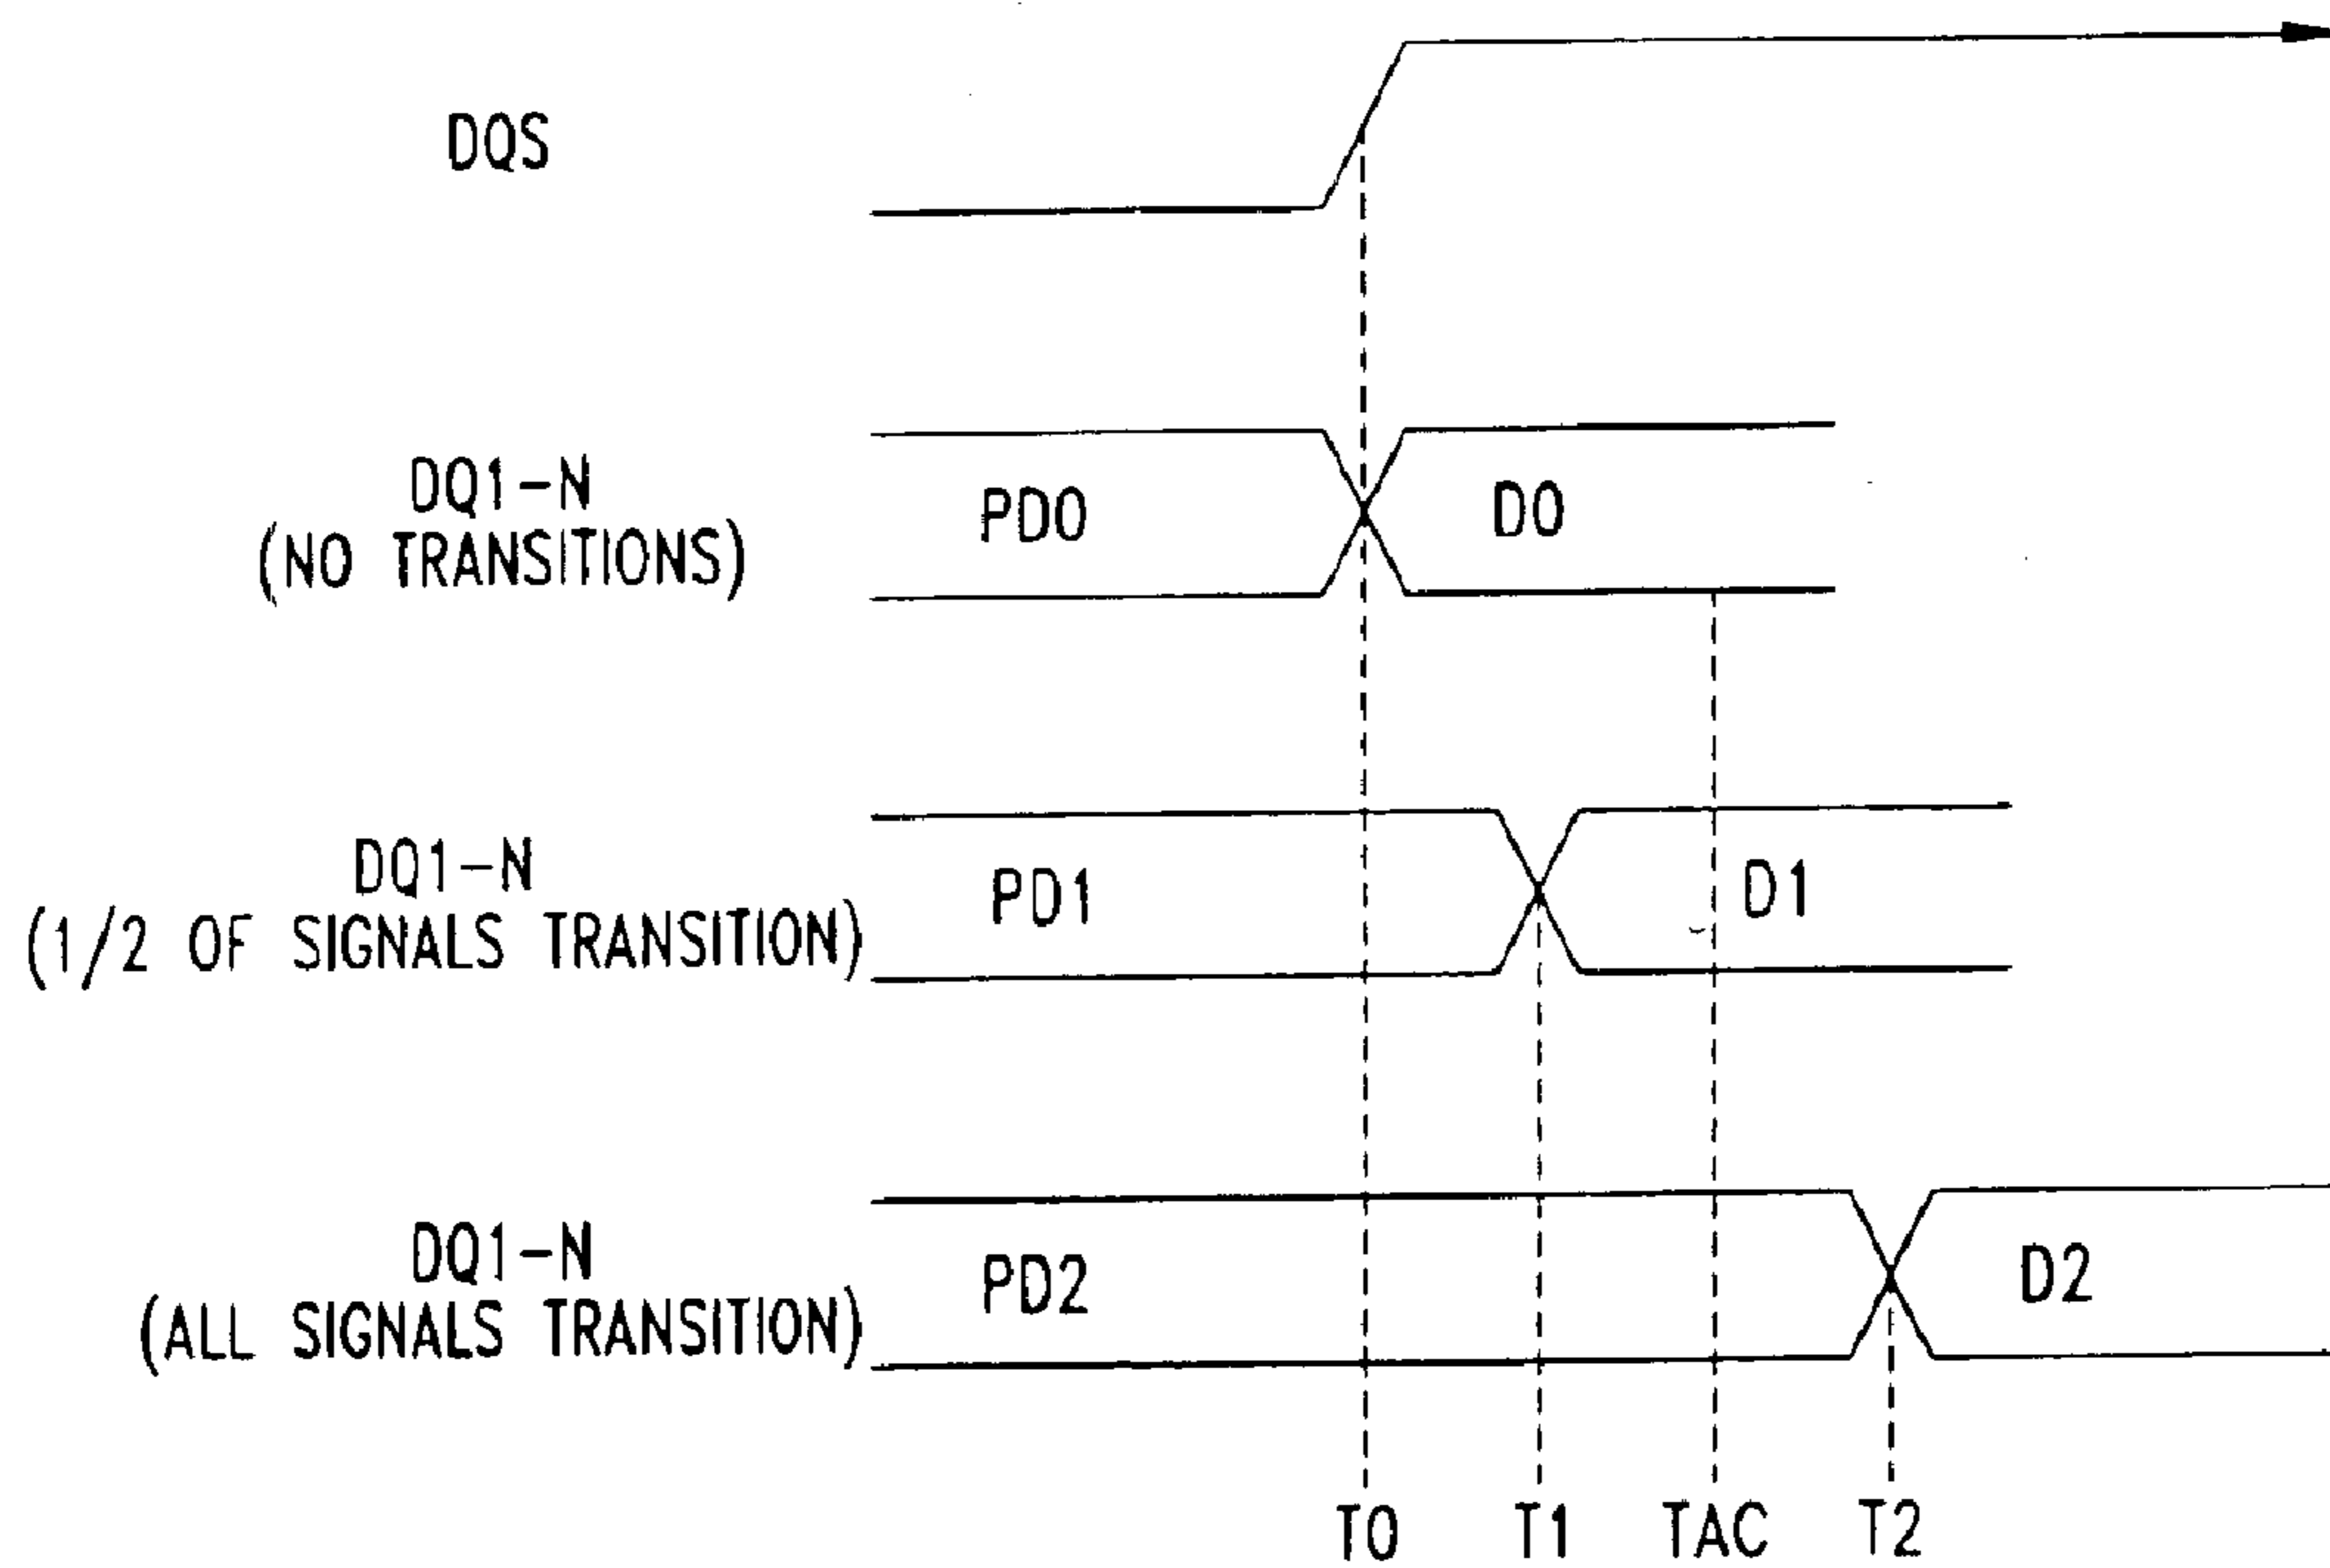 DQS
DQ1-N
(NO TRANSITIONS)
PD0
D0
DQ1-N
(1/2 OF SIGNALS TRANSITION)
PD1
D1
DQ1-N
(ALL SIGNALS TRANSITION)
PD2
D2
T0
T1
TAC
T2